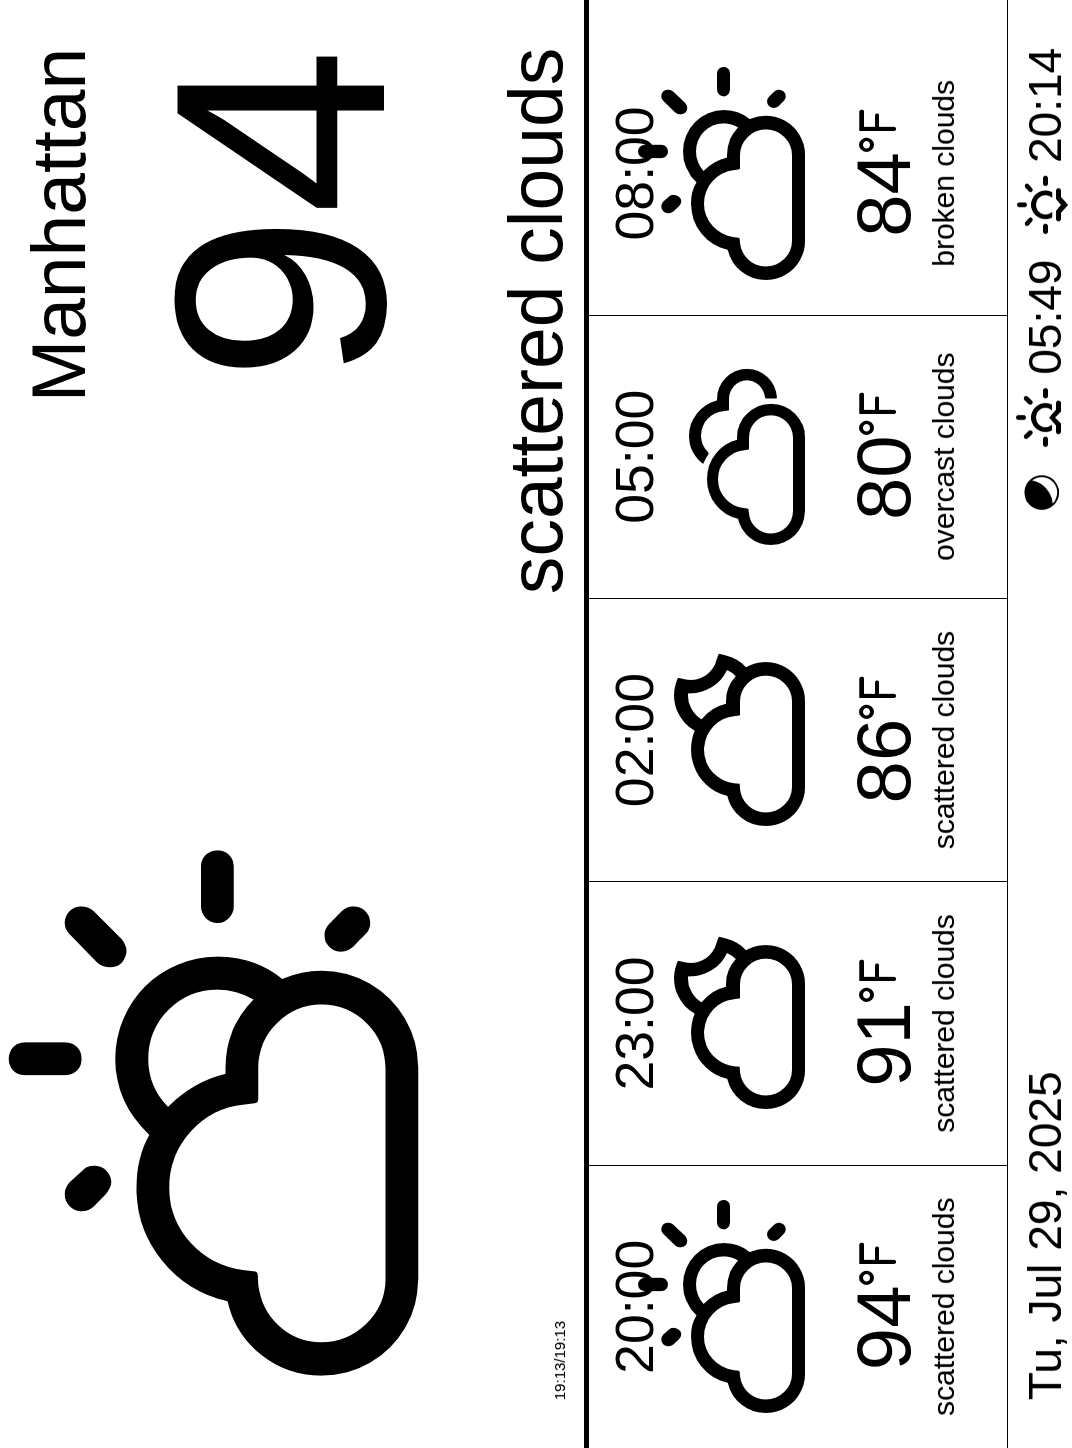 Manhattan
94
scattered clouds
19:13/19:13
20:00
94°F
scattered clouds
23:00
91°F
scattered clouds
02:00
86°F
scattered clouds
05:00
80°F
overcast clouds
08:00
84°F
broken clouds
Tu, Jul 29, 2025
05:49 20:14